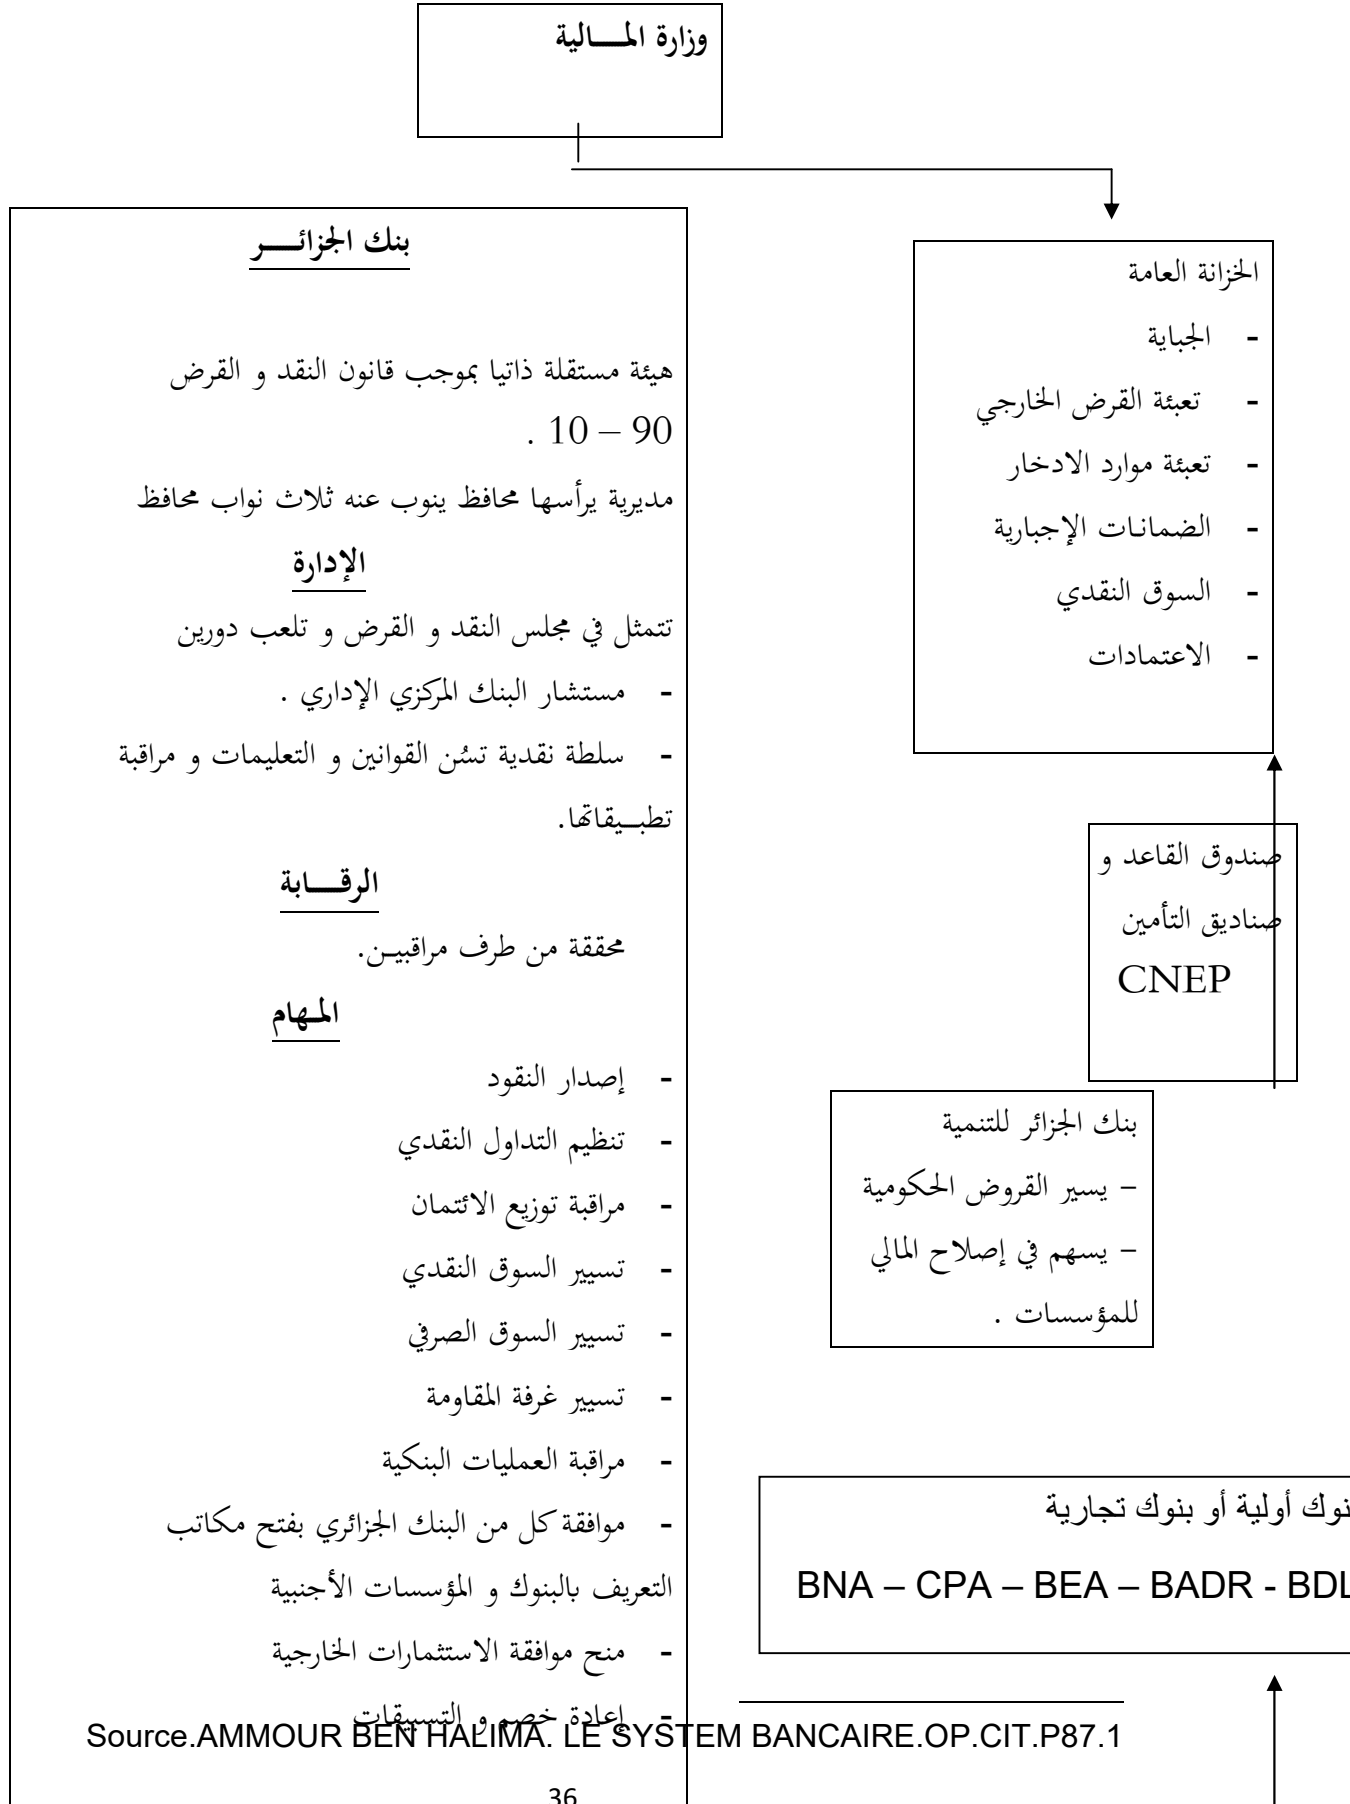 وزارة المـــالية
بنك الجزائـــر
هيئة مستقلة ذاتيا بموجب قانون النقد و القرض
90 – 10 .
مديرية يرأسها محافظ ينوب عنه ثلاث نواب محافظ
الإدارة
تتمثل في مجلس النقد و القرض و تلعب دورين
- مستشار البنك المركزي الإداري .
- سلطة نقدية تسُن القوانين و التعليمات و مراقبة
تطبــيقاتها.
الرقــــابة
محققة من طرف مراقبيـن.
المـهام
- إصدار النقود
- تنظيم التداول النقدي
- مراقبة توزيع الائتمان
- تسيير السوق النقدي
- تسيير السوق الصرفي
- تسيير غرفة المقاومة
- مراقبة العمليات البنكية
- موافقة كل من البنك الجزائري بفتح مكاتب
التعريف بالبنوك و المؤسسات الأجنبية
- منح موافقة الاستثمارات الخارجية
- إعادة خصم و التسبيقات
الخزانة العامة
- الجباية
- تعبئة القرض الخارجي
- تعبئة موارد الادخار
- الضمانات الإجبارية
- السوق النقدي
- الاعتمادات
صندوق القاعد و
صناديق التأمين
CNEP
بنك الجزائر للتنمية
– يسير القروض الحكومية
– يسهم في إصلاح المالي
للمؤسسات .
نوك أولية أو بنوك تجارية
BNA – CPA – BEA – BADR - BDL
Source.AMMOUR BEN HALIMA. LE SYSTEM BANCAIRE.OP.CIT.P87.1
36